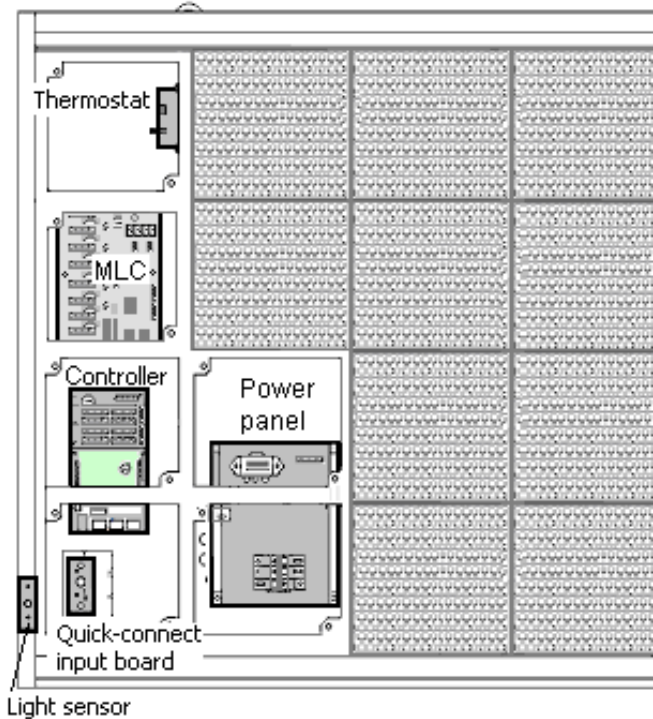 Thermostat
MLC
Controller
Power
panel
Quick-connect
input board
Light sensor